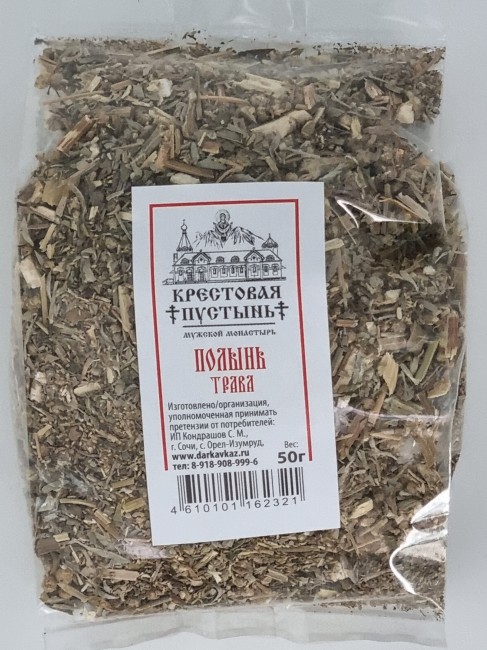 КРЕСТОВАЯ
ПУСТЫНЬ
МУЖСКОЙ МОНАСТЫРЬ
ПОЛЫНЬ
ТРАВА
Изготовлено/организация,
уполномоченная принимать
претензии от потребителей:
ИП Кондрашов С. М.,
г. Сочи, с. Орел-Изумруд,
Вес:
www.darkavkaz.ru
50г
тел: 8-918-908-999-6
4 610101 162321